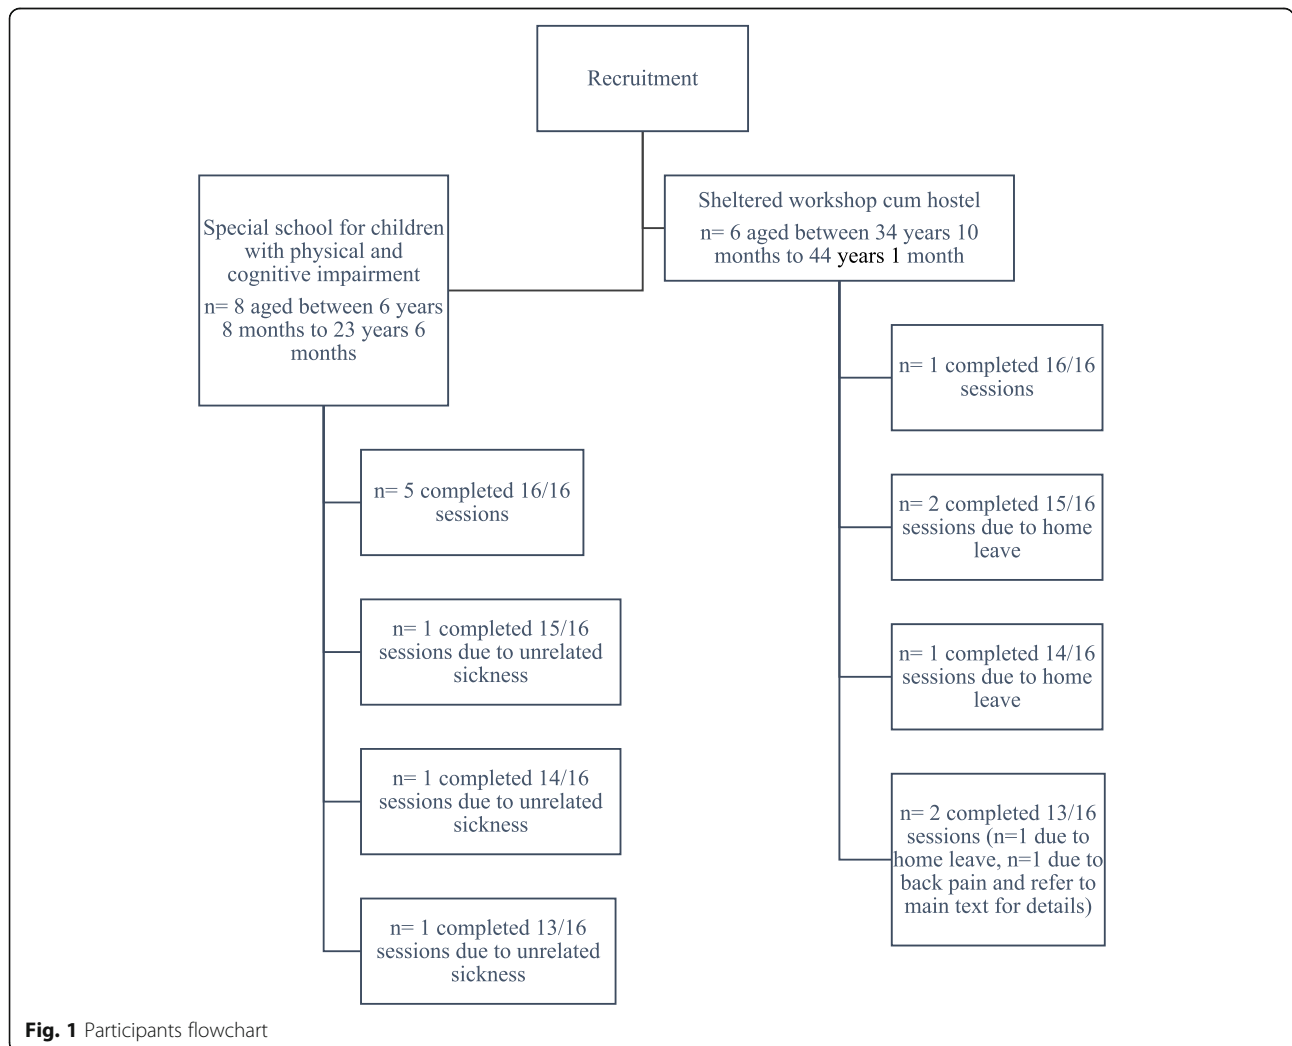 Recruitment
Special school for children
with physical and
cognitive impairment
n= 8 aged between 6 years
8 months to 23 years 6
months
Sheltered workshop cum hostel
n= 6 aged between 34 years 10
months to 44 years 1 month
n= 5 completed 16/16
sessions
n= 1 completed 15/16
sessions due to unrelated
sickness
n= 1 completed 14/16
sessions due to unrelated
sickness
n= 1 completed 13/16
sessions due to unrelated
sickness
n= 1 completed 16/16
sessions
n= 2 completed 15/16
sessions due to home
leave
n= 1 completed 14/16
sessions due to home
leave
n= 2 completed 13/16
sessions (n=1 due to
home leave, n=1 due to
back pain and refer to
main text for details)
Fig. 1 Participants flowchart